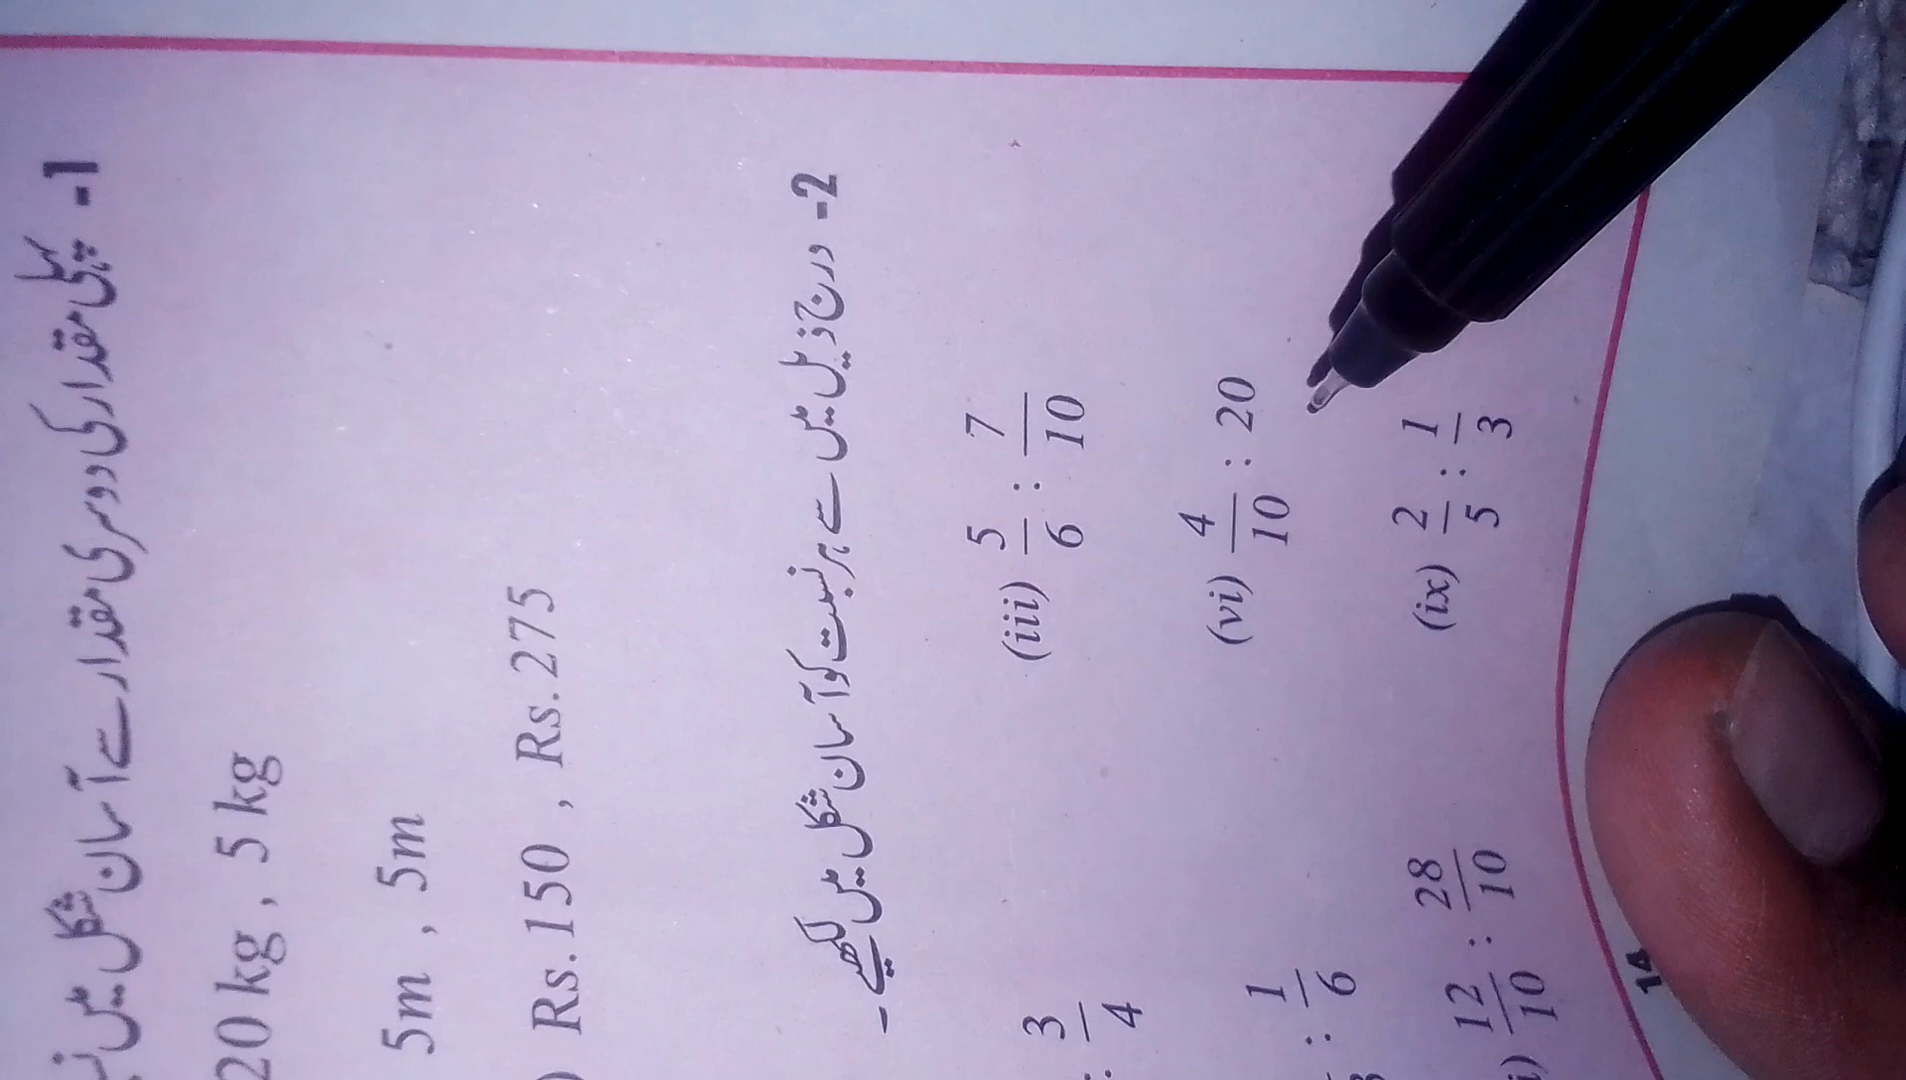 1- پہلی مقدار کی دوسری مقدار سے آسان شکل میں
20 kg , 5 kg
5m , 5m
) Rs.150 , Rs.275
2- درج ذیل میں سے ہر نسبت کو آسان شکل میں لکھیے۔
: 3/4 (iii) 5/6 : 7/10
: 1/6 (vi) 4/10 : 20
i) 12/10 : 28/10 (ix) 2/5 : 1/3
14